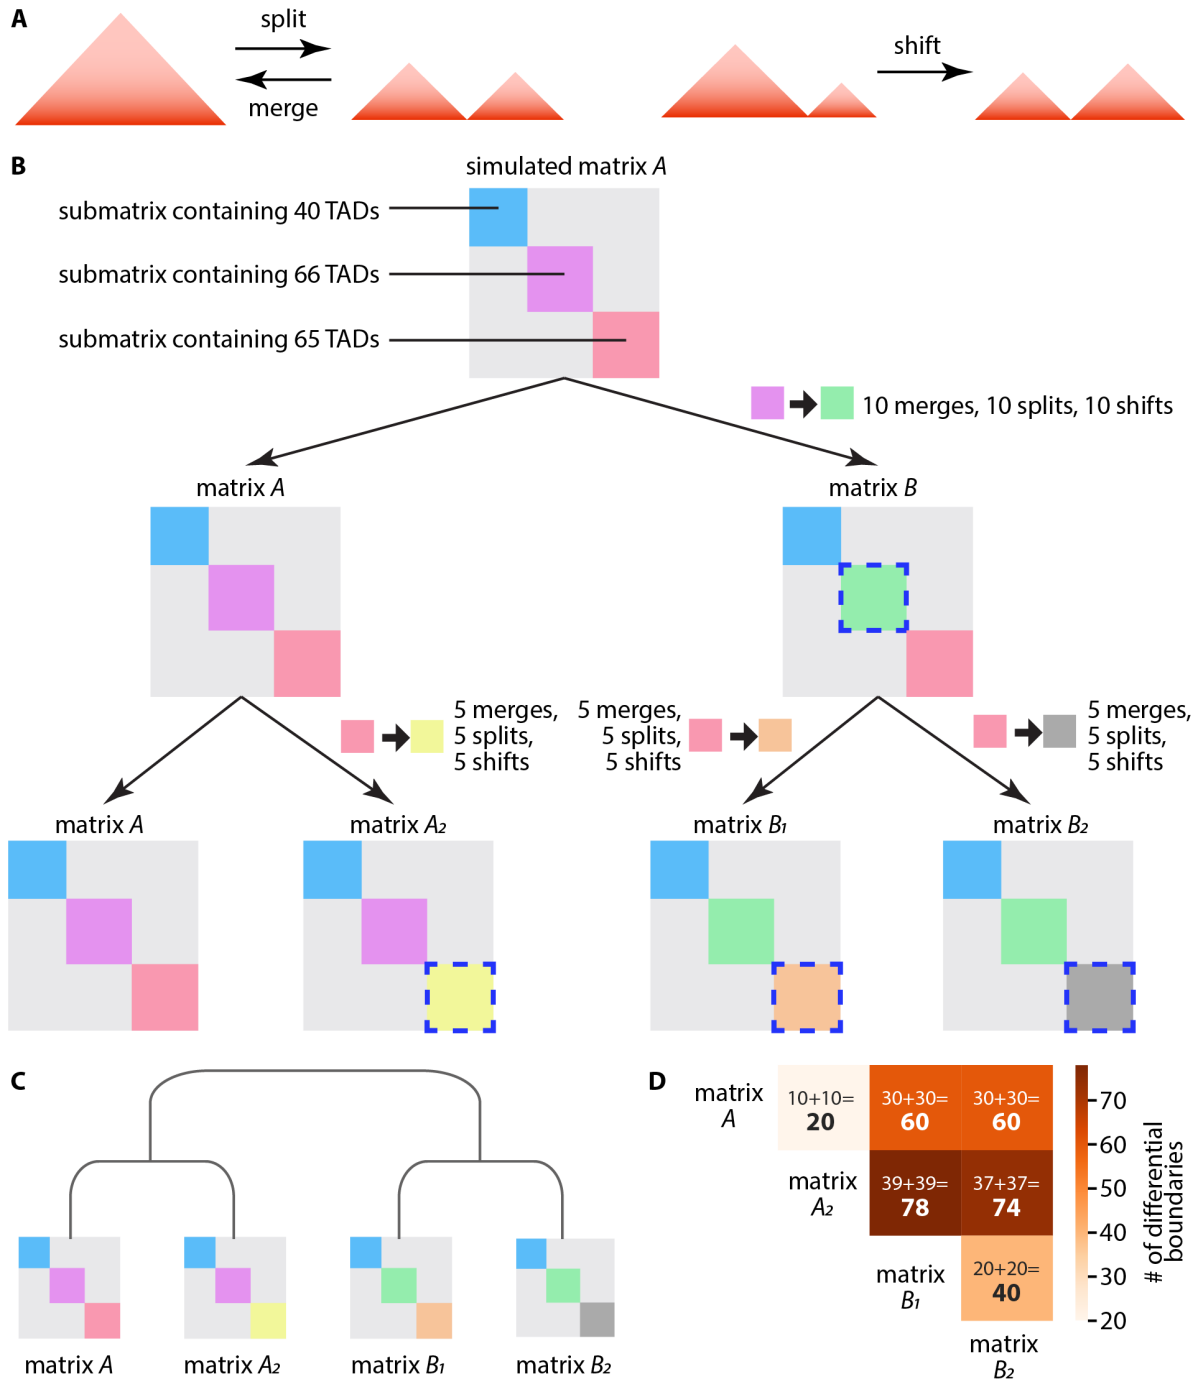 A
split
merge
shift
B
simulated matrix A
submatrix containing 40 TADs
submatrix containing 66 TADs
submatrix containing 65 TADs
10 merges, 10 splits, 10 shifts
matrix A
matrix B
5 merges,
5 splits,
5 shifts
5 merges,
5 splits,
5 shifts
5 merges,
5 splits,
5 shifts
matrix A
matrix A2
matrix B1
matrix B2
C
matrix A
matrix A2
matrix B1
matrix B2
D
matrix
A
10+10=
20
30+30=
60
30+30=
60
matrix
A2
39+39=
78
37+37=
74
matrix
B1
20+20=
40
matrix
B2
70
60
50
40
30
20
# of differential
boundaries